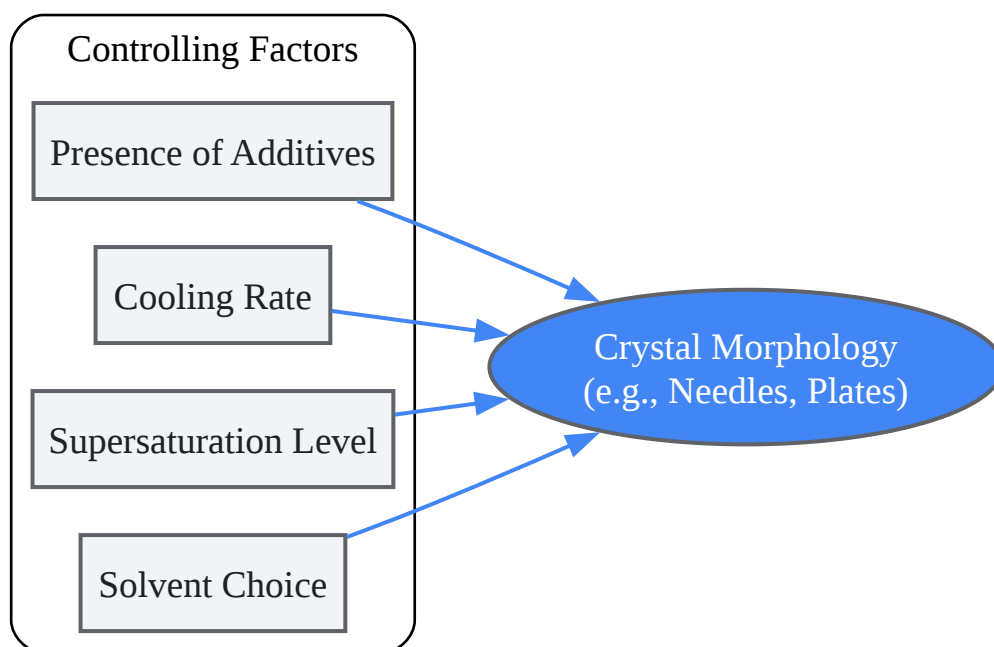 Controlling Factors
Presence of Additives
Cooling Rate
Supersaturation Level
Solvent Choice
Crystal Morphology
(e.g., Needles, Plates)